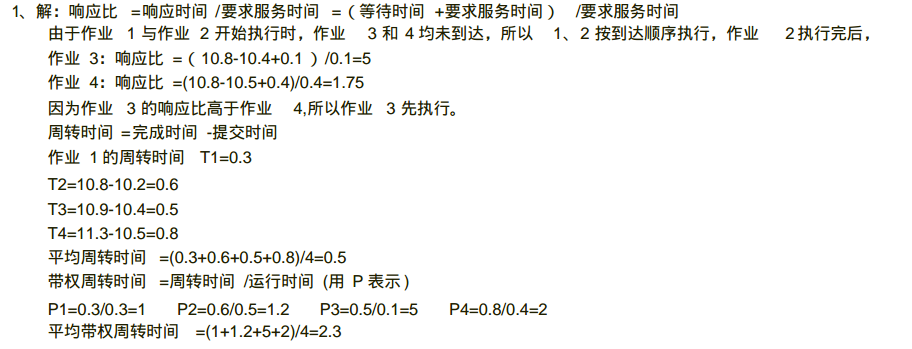 1、解：响应比 =响应时间 /要求服务时间 =（等待时间 +要求服务时间） /要求服务时间
由于作业 1 与作业 2 开始执行时，作业 3 和 4 均未到达，所以 1、2 按到达顺序执行，作业 2执行完后，
作业 3：响应比 =（ 10.8-10.4+0.1 ）/0.1=5
作业 4：响应比 =(10.8-10.5+0.4)/0.4=1.75
因为作业 3 的响应比高于作业 4,所以作业 3 先执行。
周转时间 =完成时间 -提交时间
作业 1 的周转时间 T1=0.3
T2=10.8-10.2=0.6
T3=10.9-10.4=0.5
T4=11.3-10.5=0.8
平均周转时间 =(0.3+0.6+0.5+0.8)/4=0.5
带权周转时间 =周转时间 /运行时间 (用 P 表示）
P1=0.3/0.3=1 P2=0.6/0.5=1.2 P3=0.5/0.1=5 P4=0.8/0.4=2
平均带权周转时间 =(1+1.2+5+2)/4=2.3